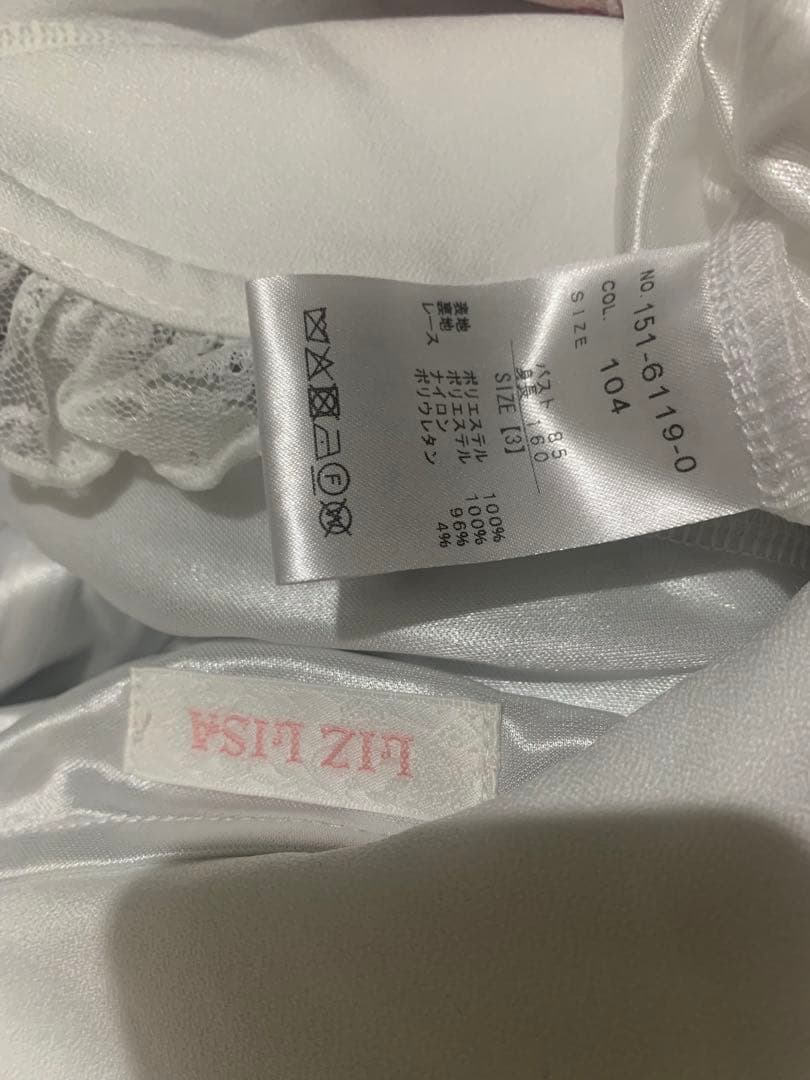 NO. 151-6119-0
COL. 104
SIZE
バスト 85
身長 160
SIZE [3]
表地 ポリエステル 100%
裏地 ポリエステル 100%
レース ナイロン 96%
ポリウレタン 4%
F
W
LIZ LISA